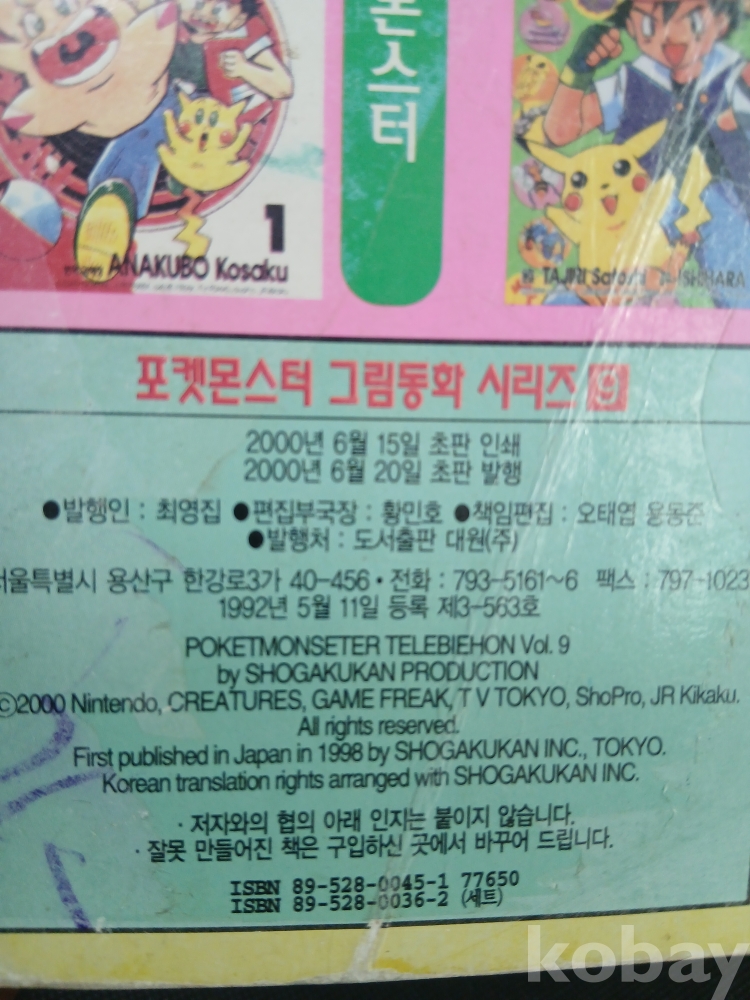 몬스터
1
ANAKUBO Kosaku
TAJIRI Satoshi
ISHIHARA
포켓몬스터 그림동화 시리즈 9
2000년 6월 15일 초판 인쇄
2000년 6월 20일 초판 발행
●발행인 : 최영집 ●편집부국장 : 황민호 ●책임편집 : 오태엽 용동준
●발행처 : 도서출판 대원(주)
서울특별시 용산구 한강로3가 40-456 · 전화 : 793-5161~6 팩스 : 797-1023
1992년 5월 11일 등록 제3-563호
POKETMONSETER TELEBIEHON Vol. 9
by SHOGAKUKAN PRODUCTION
©2000 Nintendo, CREATURES, GAME FREAK, T V TOKYO, ShoPro, JR Kikaku.
All rights reserved.
First published in Japan in 1998 by SHOGAKUKAN INC., TOKYO.
Korean translation rights arranged with SHOGAKUKAN INC.
· 저자와의 협의 아래 인지는 붙이지 않습니다.
· 잘못 만들어진 책은 구입하신 곳에서 바꾸어 드립니다.
ISBN 89-528-0045-1 77650
ISBN 89-528-0036-2 (세트)
kobay